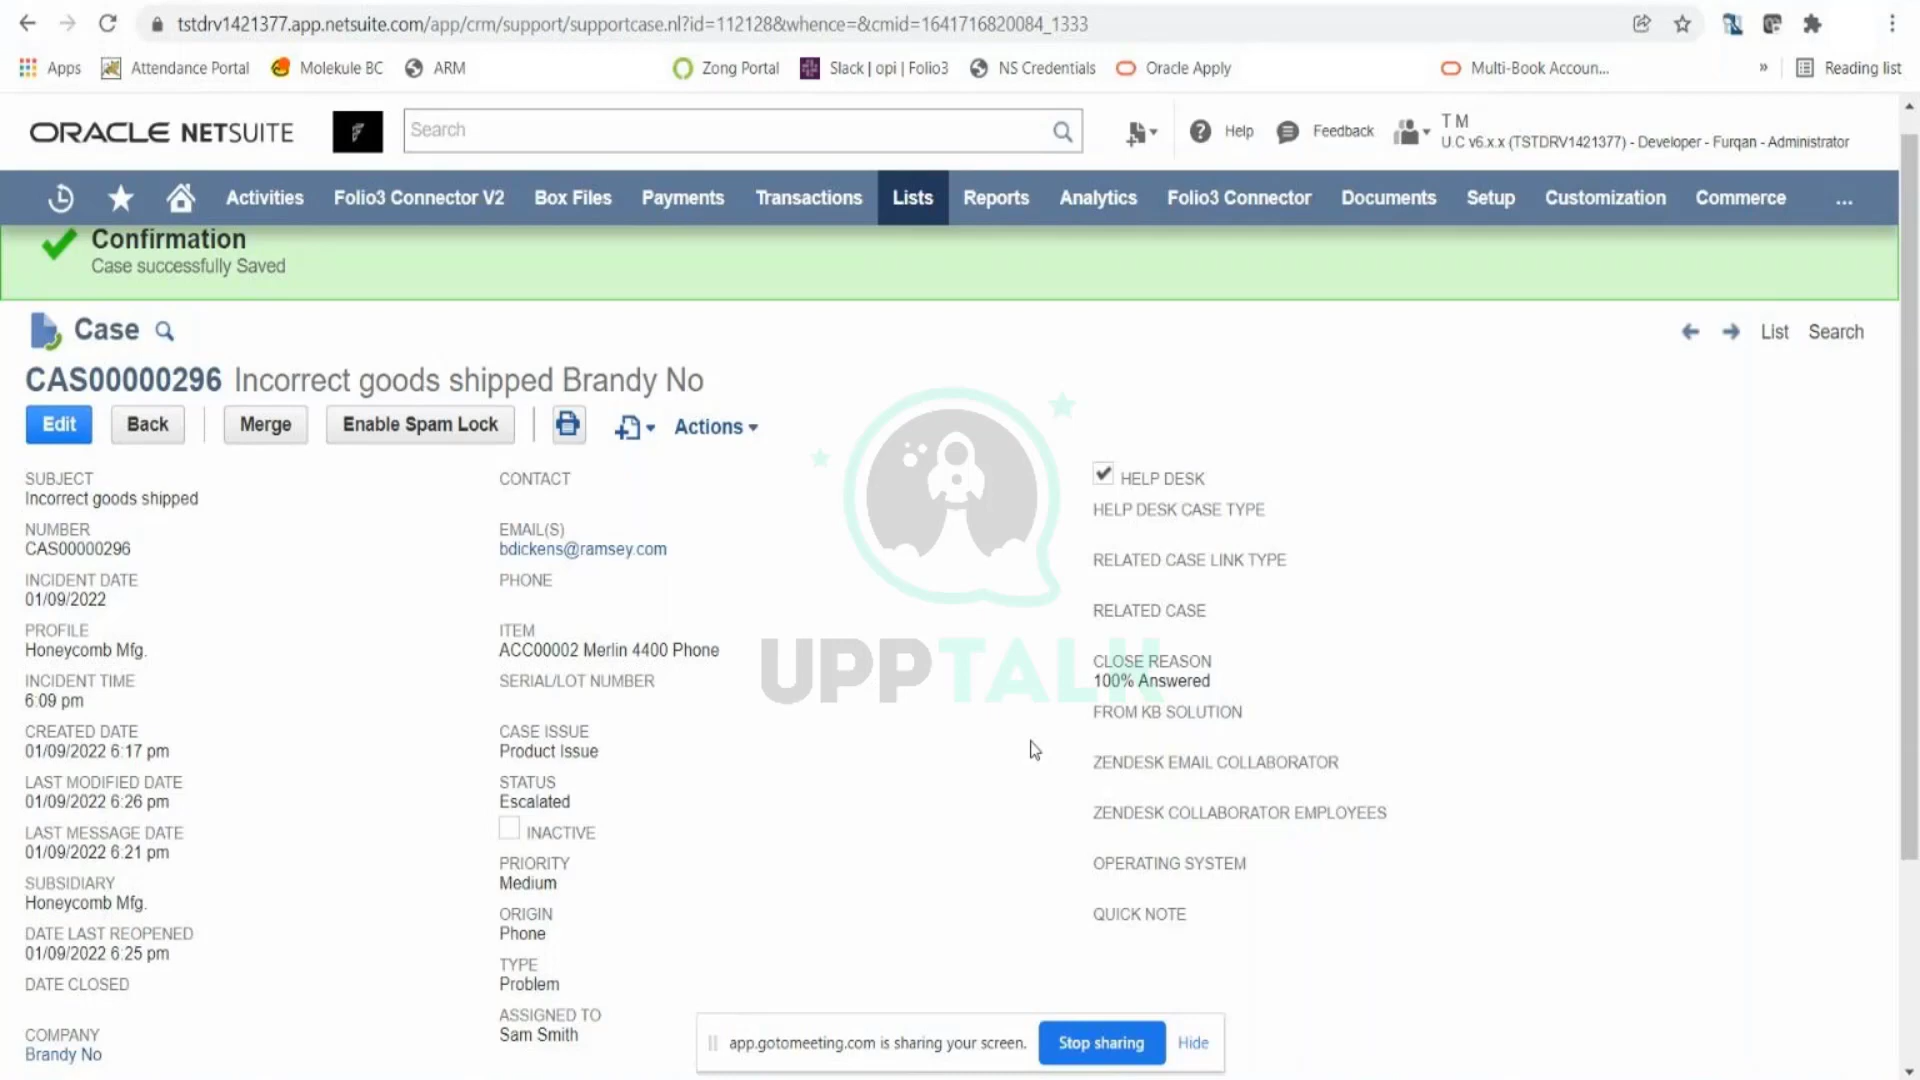 tstdrv1421377.app.netsuite.com/app/crm/support/supportcase.nl?id=112128&whence=&cmid=1641716820084_1333
Apps Attendance Portal Molekule BC ARM Zong Portal Slack | opi | Folio3 NS Credentials Oracle Apply Multi-Book Accoun... » Reading list
ORACLE NETSUITE Search Help Feedback
T M
U.C v6.x.x (TSTDRV1421377) - Developer - Furqan - Administrator
Activities Folio3 Connector V2 Box Files Payments Transactions Lists Reports Analytics Folio3 Connector Documents Setup Customization Commerce ...
Confirmation
Case successfully Saved
Case List Search
CAS00000296 Incorrect goods shipped Brandy No
Edit Back Merge Enable Spam Lock Actions
SUBJECT
Incorrect goods shipped
NUMBER
CAS00000296
INCIDENT DATE
01/09/2022
PROFILE
Honeycomb Mfg.
INCIDENT TIME
6:09 pm
CREATED DATE
01/09/2022 6:17 pm
LAST MODIFIED DATE
01/09/2022 6:26 pm
LAST MESSAGE DATE
01/09/2022 6:21 pm
SUBSIDIARY
Honeycomb Mfg.
DATE LAST REOPENED
01/09/2022 6:25 pm
DATE CLOSED
COMPANY
Brandy No
CONTACT
EMAIL(S)
bdickens@ramsey.com
PHONE
ITEM
ACC00002 Merlin 4400 Phone
SERIAL/LOT NUMBER
CASE ISSUE
Product Issue
STATUS
Escalated
INACTIVE
PRIORITY
Medium
ORIGIN
Phone
TYPE
Problem
ASSIGNED TO
Sam Smith
HELP DESK
HELP DESK CASE TYPE
RELATED CASE LINK TYPE
RELATED CASE
CLOSE REASON
100% Answered
FROM KB SOLUTION
ZENDESK EMAIL COLLABORATOR
ZENDESK COLLABORATOR EMPLOYEES
OPERATING SYSTEM
QUICK NOTE
UPPTALK
app.gotomeeting.com is sharing your screen. Stop sharing Hide